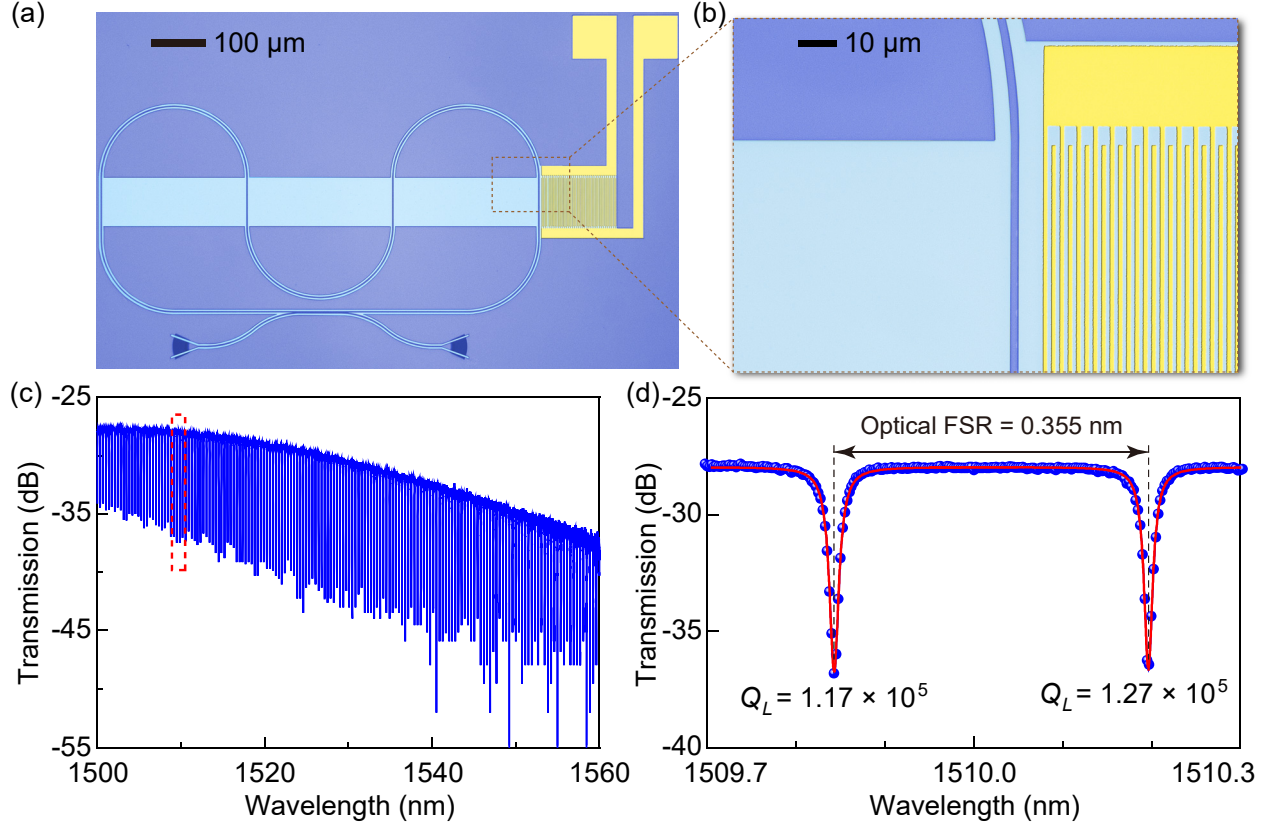 (a)
100 μm
(b)
10 μm
(c)
-25
-35
-45
-55
Transmission (dB)
1500
1520
1540
1560
Wavelength (nm)
(d)
-25
-30
-35
-40
Transmission (dB)
Optical FSR = 0.355 nm
Q_L = 1.17 × 10^5
Q_L = 1.27 × 10^5
1509.7
1510.0
1510.3
Wavelength (nm)